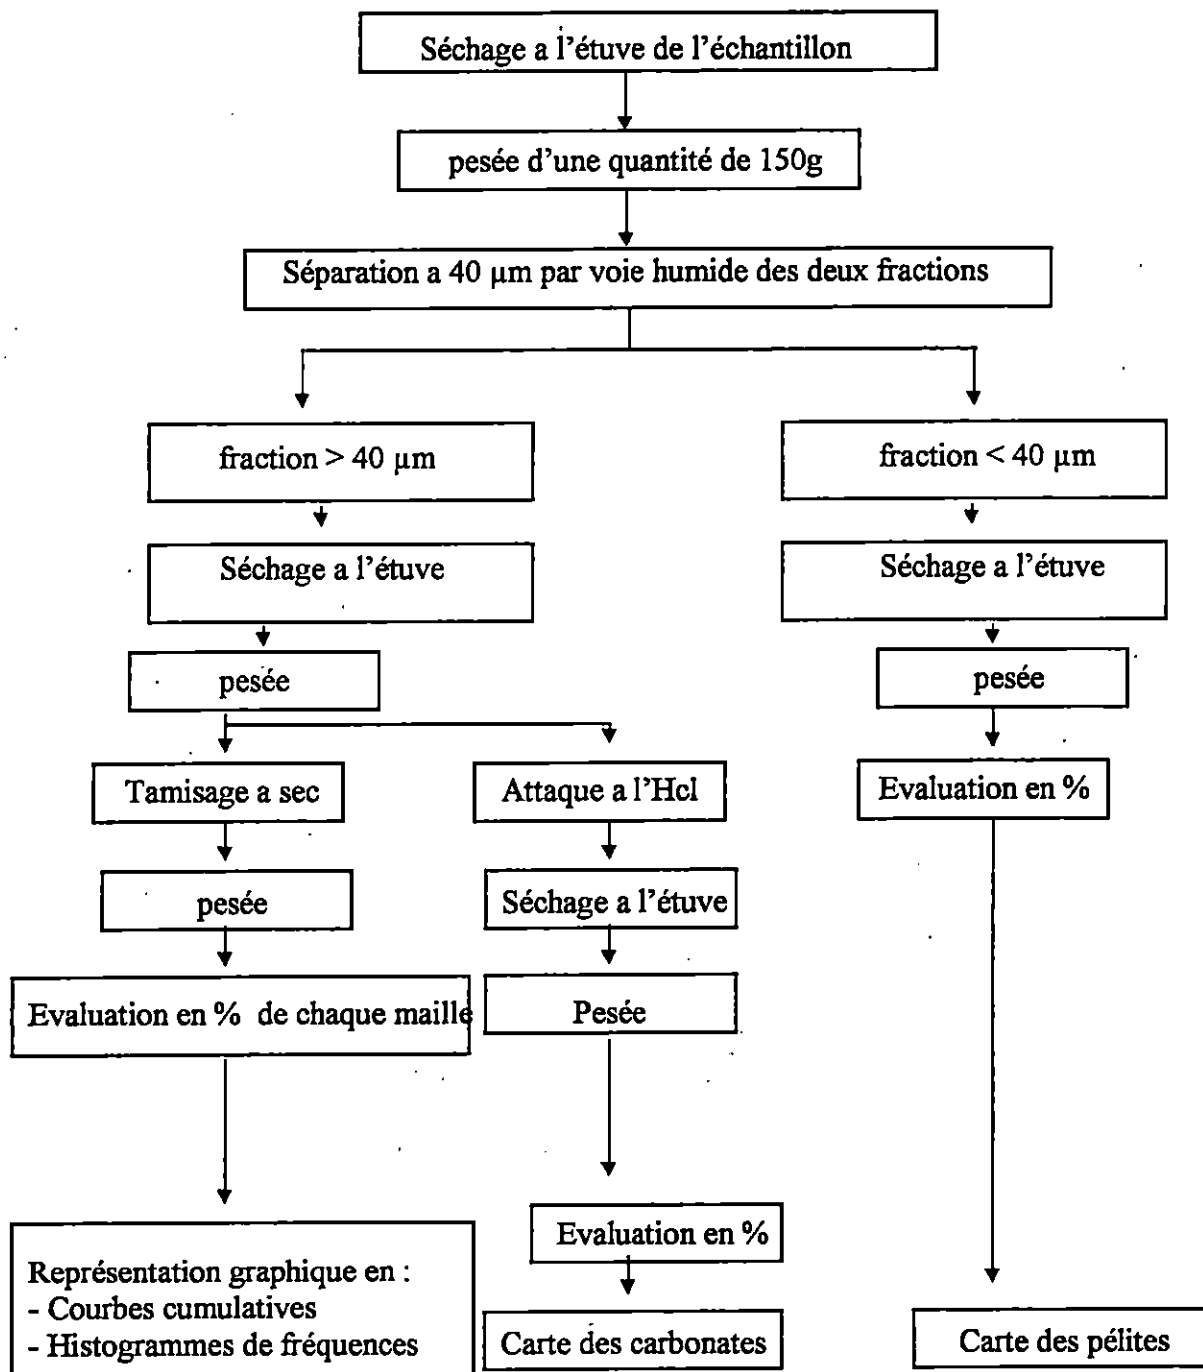 Séchage a l'étuve de l'échantillon
pesée d'une quantité de 150g
Séparation a 40 µm par voie humide des deux fractions
fraction > 40 µm
fraction < 40 µm
Séchage a l'étuve
Séchage a l'étuve
pesée
pesée
Tamisage a sec
Attaque a l'Hcl
Evaluation en %
pesée
Séchage a l'étuve
Evaluation en % de chaque maille
Pesée
Evaluation en %
Représentation graphique en :
- Courbes cumulatives
- Histogrammes de fréquences
Carte des carbonates
Carte des pélites